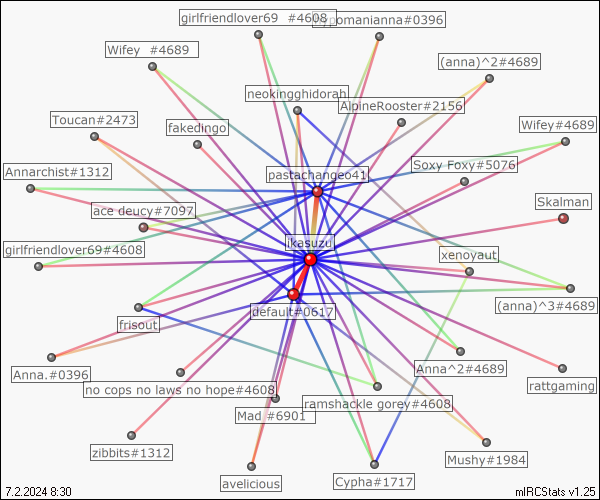 girlfriendlover69 #4608
hypomanianna#0396
Wifey #4689
(anna)^2#4689
neokingghidorah
AlpineRooster#2156
Toucan#2473
fakedingo
Wifey#4689
Annarchist#1312
pastachangeo41
Soxy Foxy#5076
ace deucy#7097
Skalman
girlfriendlover69#4608
ikasuzu
xenoyaut
frisout
default#0617
(anna)^3#4689
Anna.#0396
no cops no laws no hope#4608
Anna^2#4689
rattgaming
Mad #6901
ramshackle gorey#4608
zibbits#1312
avelicious
Cypha#1717
Mushy#1984
7.2.2024 8:30
mIRCStats v1.25